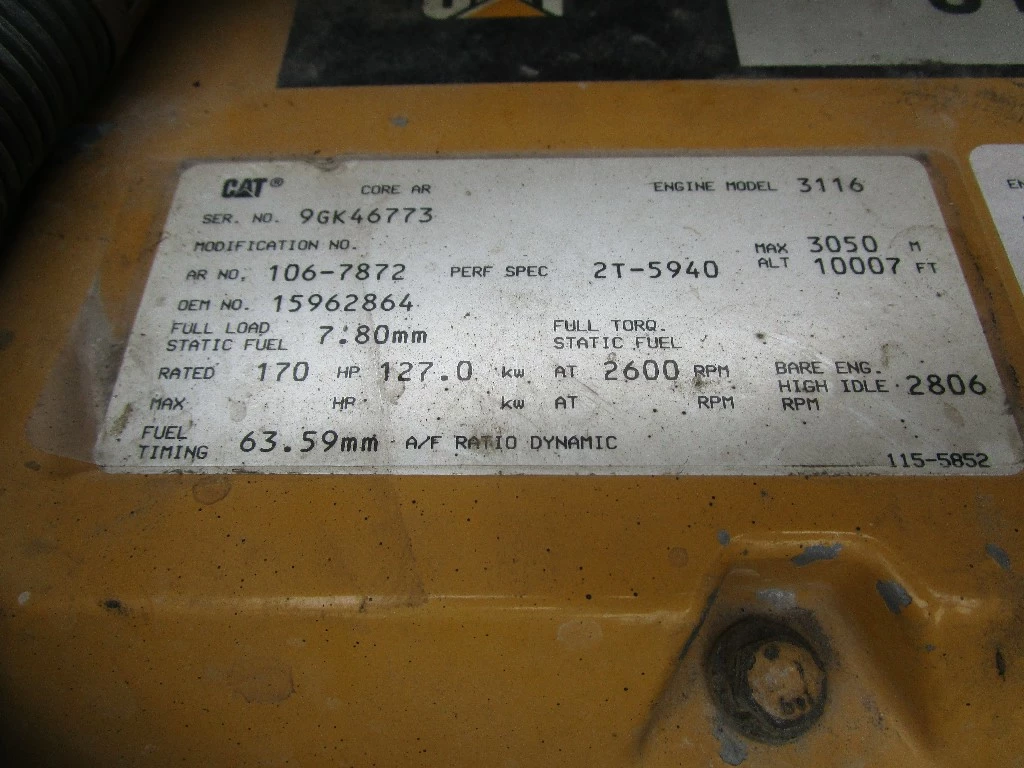 CAT
CAT® CORE AR ENGINE MODEL 3116
SER. NO. 9GK46773
MODIFICATION NO.
MAX 3050 M
AR NO. 106-7872 PERF SPEC 2T-5940 ALT 10007 FT
OEM NO. 15962864
FULL LOAD STATIC FUEL 7.80mm FULL TORQ. STATIC FUEL
RATED 170 HP 127.0 kw AT 2600 RPM BARE ENG. HIGH IDLE 2806
MAX HP kw AT RPM RPM
FUEL TIMING 63.59mm A/F RATIO DYNAMIC
115-5852